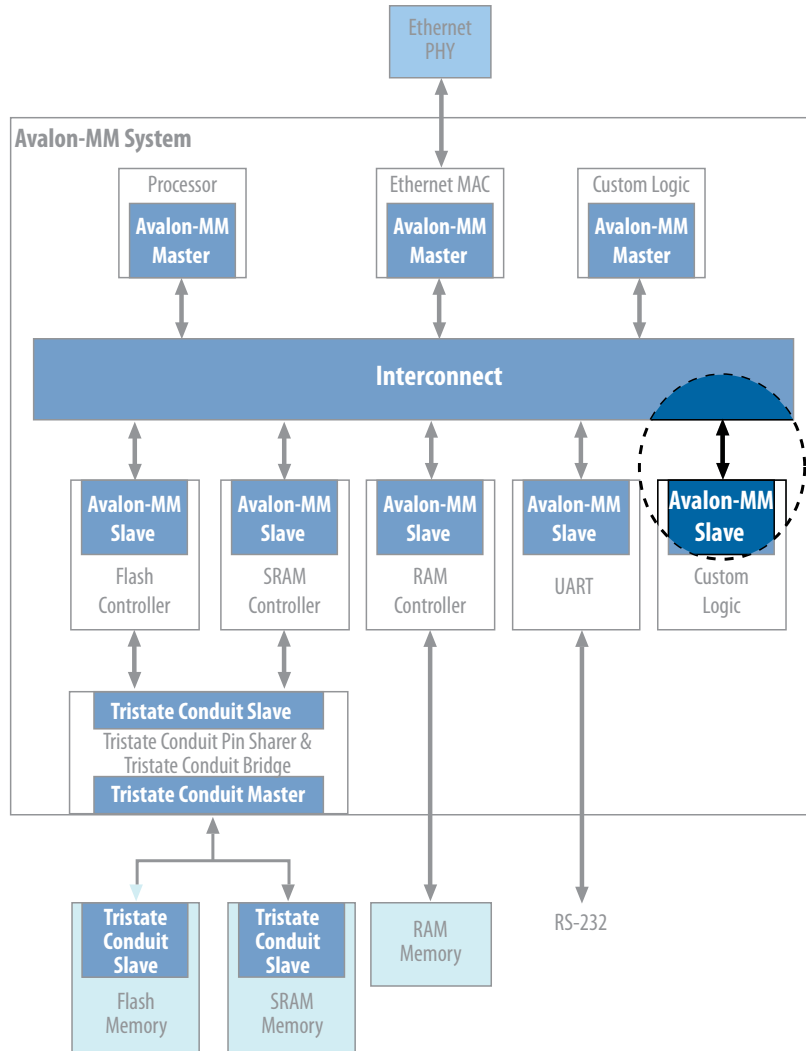 Ethernet
PHY
Avalon-MM System
Processor
Avalon-MM
Master
Ethernet MAC
Avalon-MM
Master
Custom Logic
Avalon-MM
Master
Interconnect
Avalon-MM
Slave
Flash
Controller
Avalon-MM
Slave
SRAM
Controller
Avalon-MM
Slave
RAM
Controller
Avalon-MM
Slave
UART
Avalon-MM
Slave
Custom
Logic
Tristate Conduit Slave
Tristate Conduit Pin Sharer &
Tristate Conduit Bridge
Tristate Conduit Master
Tristate
Conduit
Slave
Flash
Memory
Tristate
Conduit
Slave
SRAM
Memory
RAM
Memory
RS-232